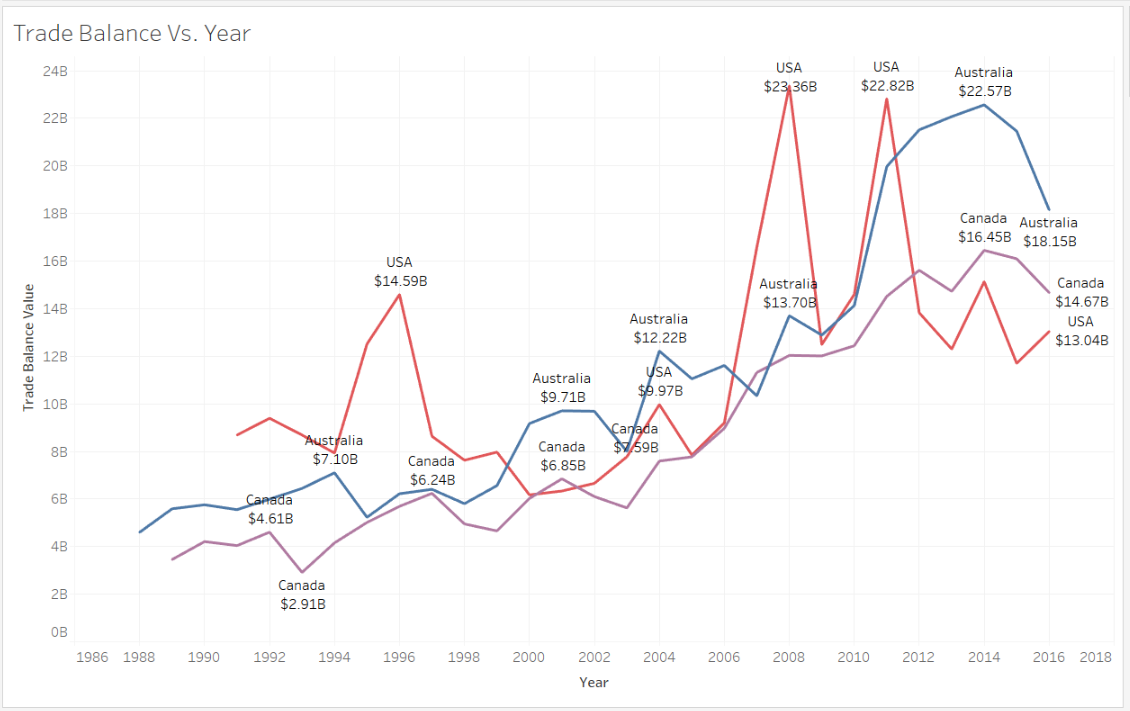 Trade Balance Vs. Year
24B
22B
20B
18B
16B
14B
12B
10B
8B
6B
4B
2B
0B
Trade Balance Value
USA
$23.36B
USA
$22.82B
Australia
$22.57B
Canada
$16.45B
Australia
$18.15B
USA
$14.59B
Australia
$13.70B
Canada
$14.67B
USA
$13.04B
Australia
$12.22B
USA
$9.97B
Australia
$9.71B
Canada
$7.59B
Australia
$7.10B
Canada
$6.85B
Canada
$6.24B
Canada
$4.61B
Canada
$2.91B
1986 1988 1990 1992 1994 1996 1998 2000 2002 2004 2006 2008 2010 2012 2014 2016 2018
Year